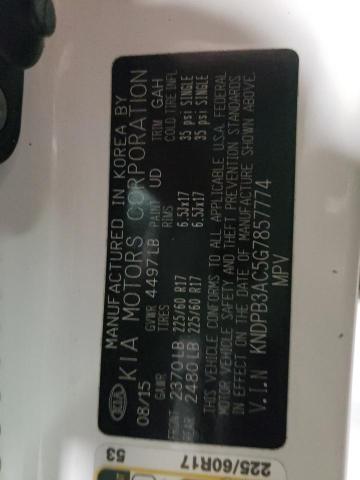 KIA
MANUFACTURED IN KOREA BY
KIA MOTORS CORPORATION
08/15 GVWR 4497LB PAINT UD TRIM GAH
GAWR TIRES RIMS COLD TIRE INFL
FRONT 2370LB 225/60 R17 6.5Jx17 35 psi SINGLE
REAR 2480LB 225/60 R17 6.5Jx17 35 psi SINGLE
THIS VEHICLE CONFORMS TO ALL APPLICABLE U.S.A. FEDERAL
MOTOR VEHICLE SAFETY AND THEFT PREVENTION STANDARDS IN
EFFECT ON THE DATE OF MANUFACTURE SHOWN ABOVE.
V.I.N KNDPB3AC5G7857774
MPV
53
225/60R17